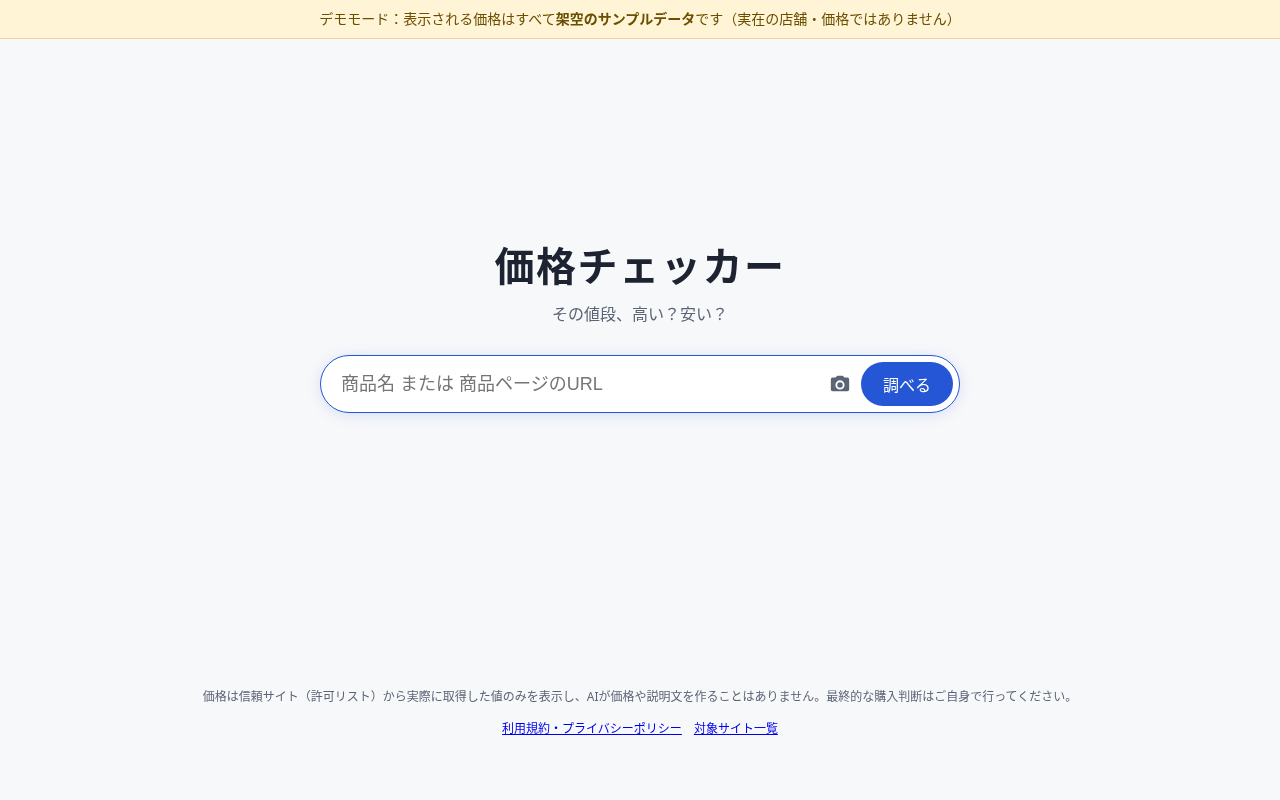 デモモード：表示される価格はすべて架空のサンプルデータです（実在の店舗・価格ではありません）
価格チェッカー
その値段、高い？安い？
商品名 または 商品ページのURL
調べる
価格は信頼サイト（許可リスト）から実際に取得した値のみを表示し、AIが価格や説明文を作ることはありません。最終的な購入判断はご自身で行ってください。
利用規約・プライバシーポリシー 対象サイト一覧